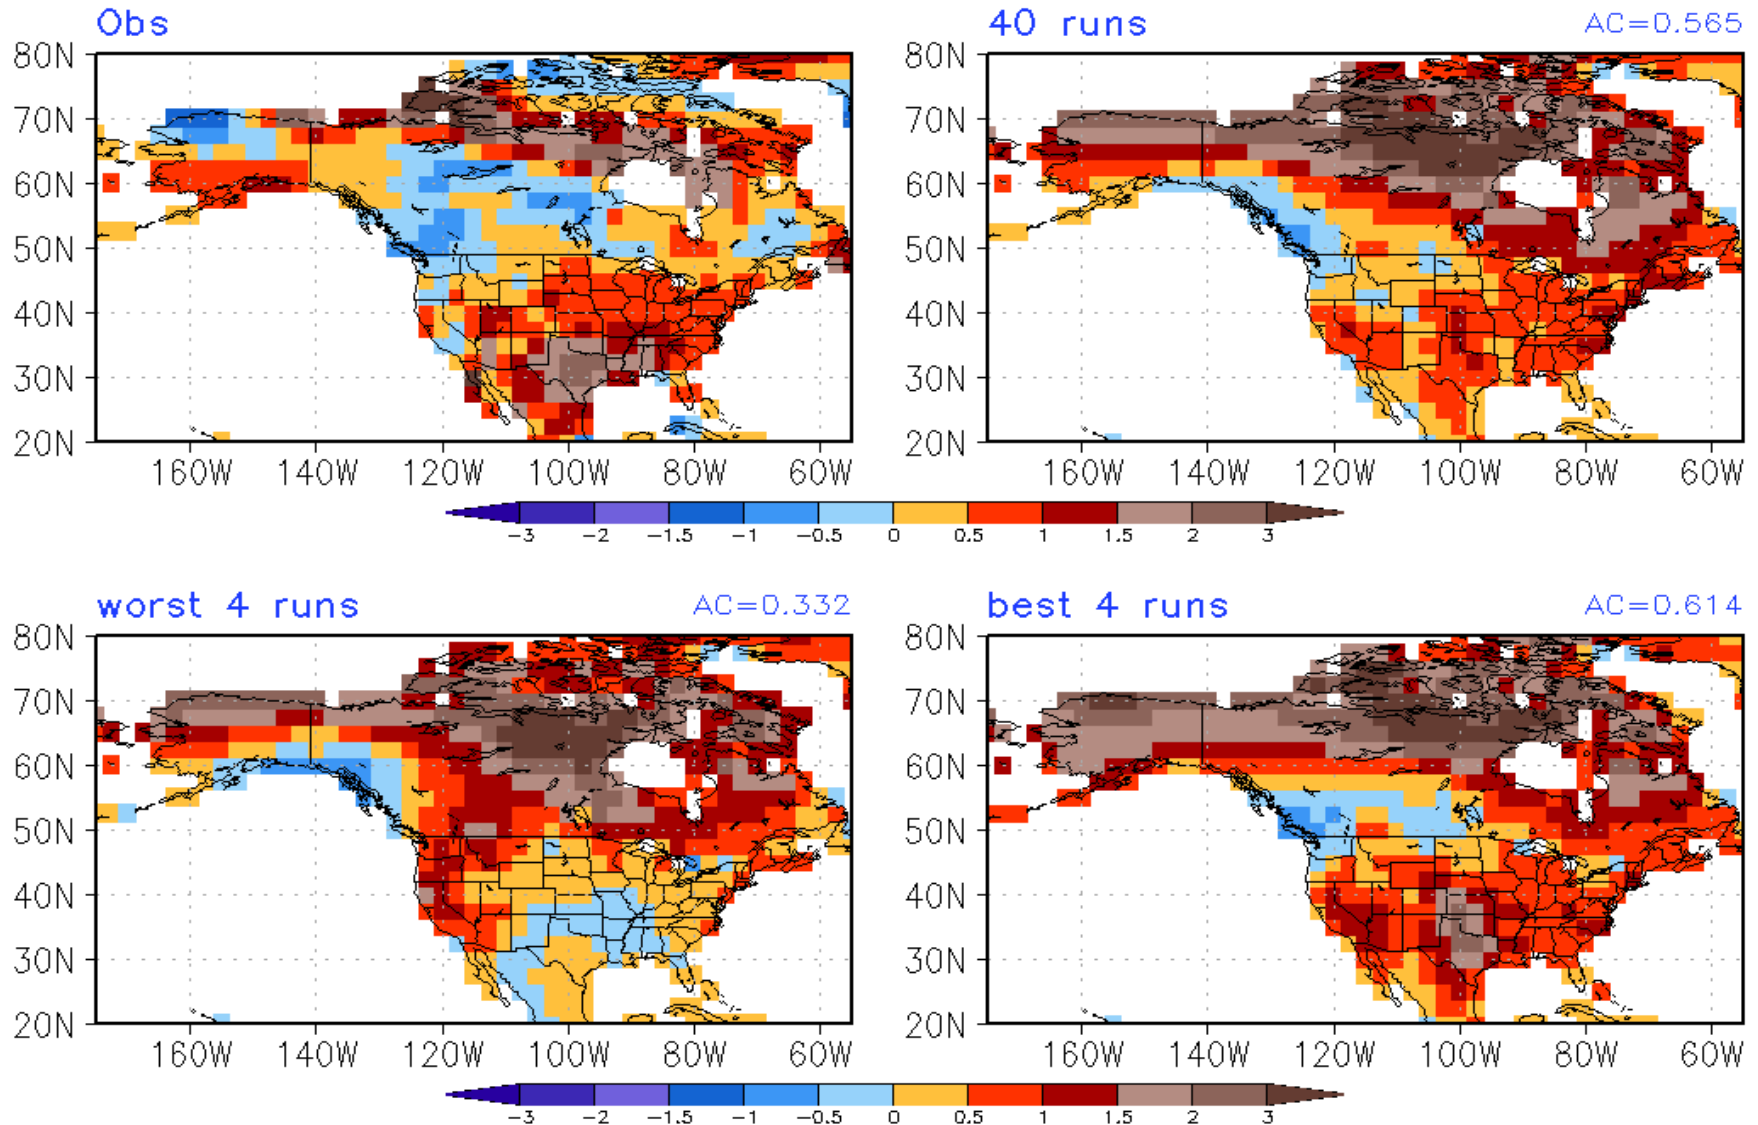 Obs
40 runs AC=0.565
80N 80N
70N 70N
60N 60N
50N 50N
40N 40N
30N 30N
20N 20N
160W 140W 120W 100W 80W 60W 160W 140W 120W 100W 80W 60W
-3 -2 -1.5 -1 -0.5 0 0.5 1 1.5 2 3
worst 4 runs AC=0.332
best 4 runs AC=0.614
80N 80N
70N 70N
60N 60N
50N 50N
40N 40N
30N 30N
20N 20N
160W 140W 120W 100W 80W 60W 160W 140W 120W 100W 80W 60W
-3 -2 -1.5 -1 -0.5 0 0.5 1 1.5 2 3